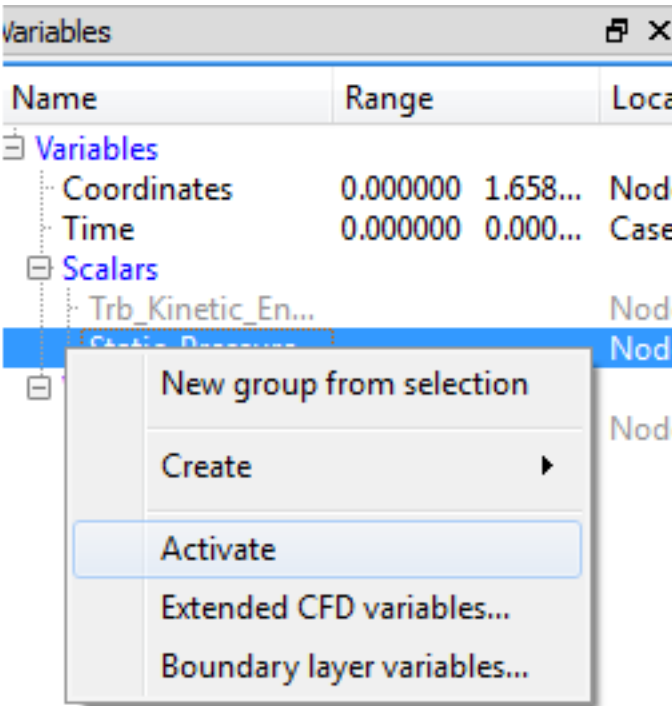 Variables
Name Range Loca
Variables
Coordinates 0.000000 1.658... Nod
Time 0.000000 0.000... Case
Scalars
Trb_Kinetic_En... Nod
Static_Pressure Nod
New group from selection
Nod
Create
Activate
Extended CFD variables...
Boundary layer variables...